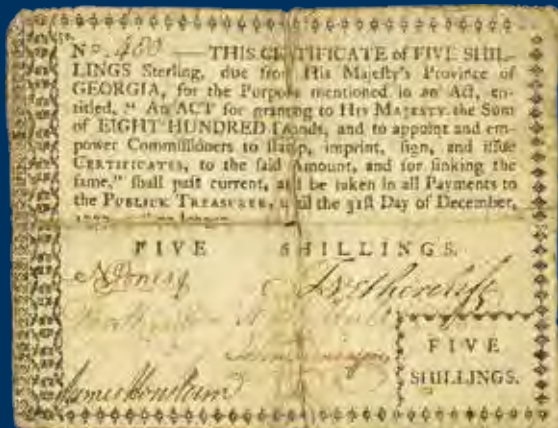 No. 480 — THIS CERTIFICATE of FIVE SHIL-
LINGS Sterling, due from His Majesty's Province of
GEORGIA, for the Purpose mentioned in an Act, en-
titled, " An ACT for granting to HIS MAJESTY the Sum
of EIGHT HUNDRED Pounds, and to appoint and em-
power Commissioners to stamp, imprint, sign, and issue
CERTIFICATES, to the said Amount, and for sinking the
same," shall pass current, and be taken in all Payments to
the PUBLICK TREASURER, until the 31st Day of December,
FIVE SHILLINGS.
N Jones
James Houstoun
FIVE
SHILLINGS.